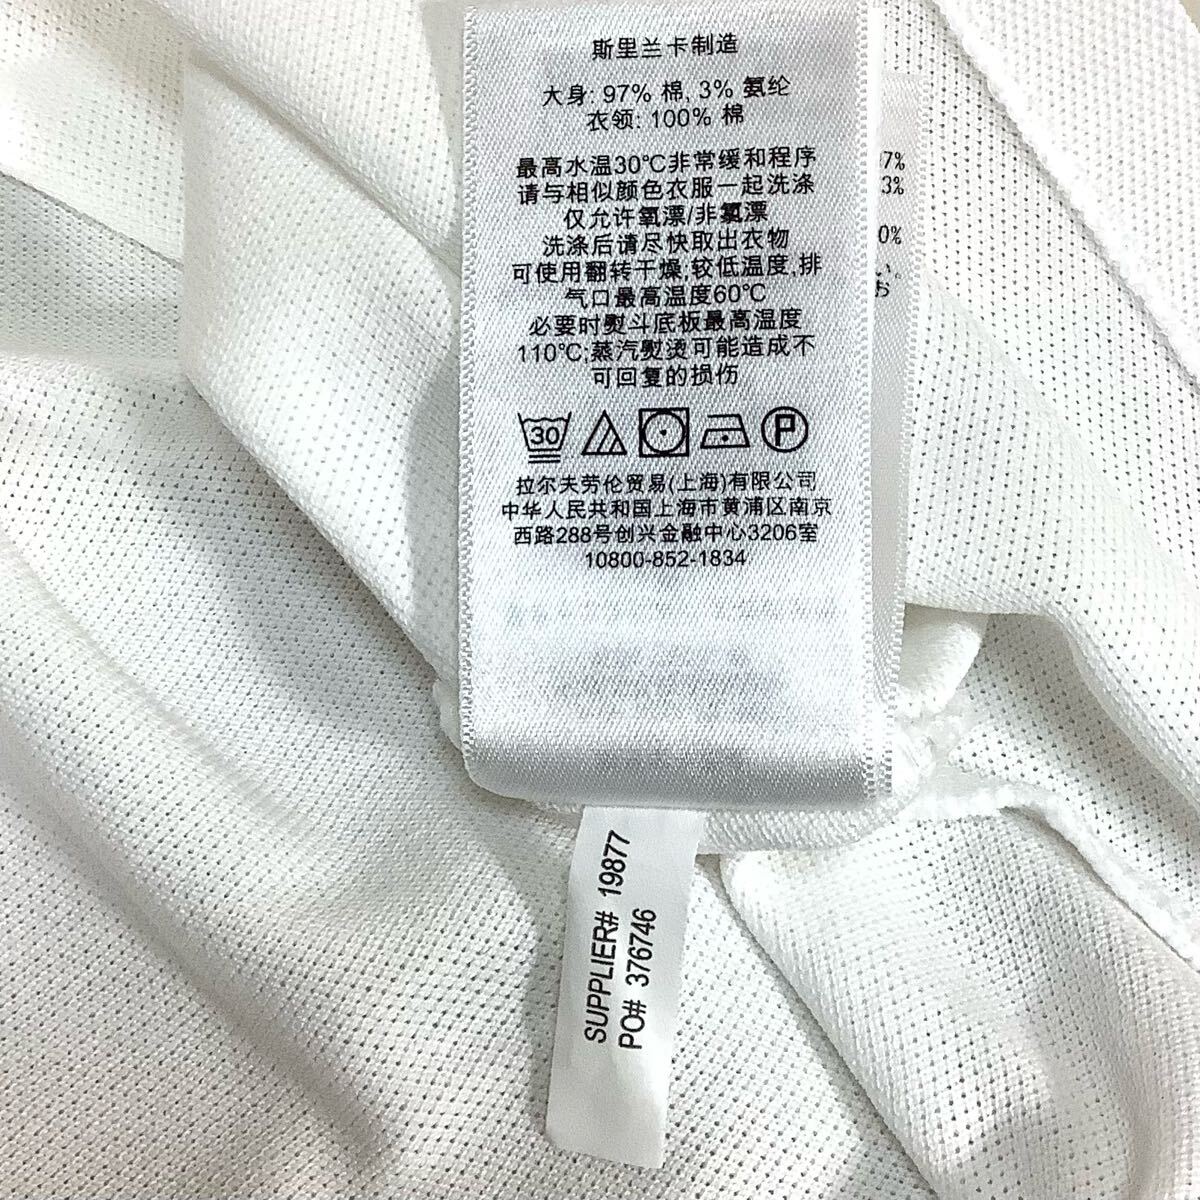 斯里兰卡制造
大身: 97% 棉, 3% 氨纶
衣领: 100% 棉
最高水温30℃非常缓和程序
请与相似颜色衣服一起洗涤
仅允许氧漂/非氯漂
洗涤后请尽快取出衣物
可使用翻转干燥;较低温度,排
气口最高温度60℃
必要时熨斗底板最高温度
110℃;蒸汽熨烫可能造成不
可回复的损伤
30
P
拉尔夫劳伦贸易(上海)有限公司
中华人民共和国上海市黄浦区南京
西路288号创兴金融中心3206室
10800-852-1834
7%
3%
0%
い。
お
SUPPLIER# 19877
PO# 376746